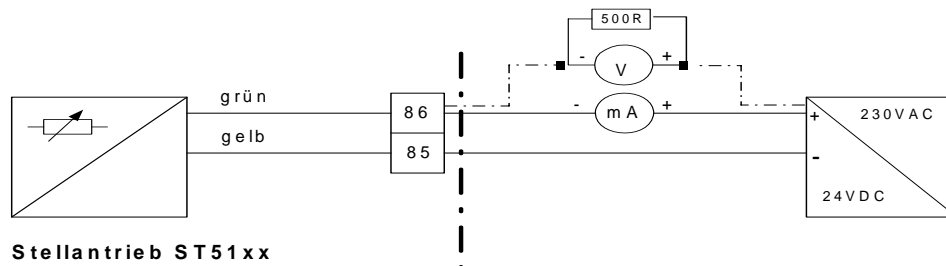 500R
- V +
grün
86
- mA +
+ 230VAC
gelb
85
-
24VDC
Stellantrieb ST51xx